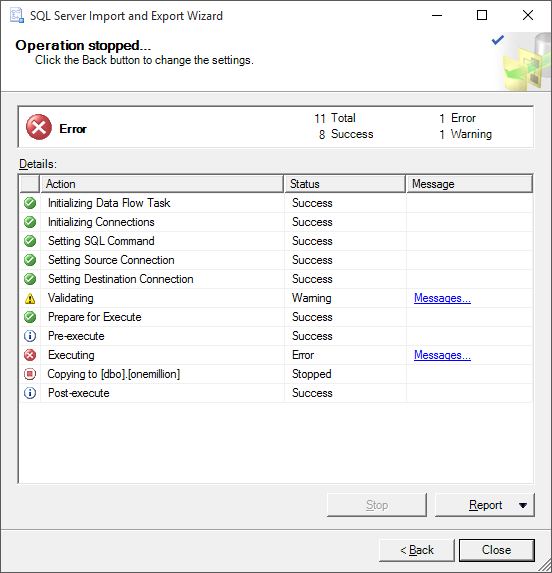 SQL Server Import and Export Wizard
Operation stopped...
Click the Back button to change the settings.
Error
11 Total 1 Error
8 Success 1 Warning
Details:
Action Status Message
Initializing Data Flow Task Success
Initializing Connections Success
Setting SQL Command Success
Setting Source Connection Success
Setting Destination Connection Success
Validating Warning Messages...
Prepare for Execute Success
Pre-execute Success
Executing Error Messages...
Copying to [dbo].[onemillion] Stopped
Post-execute Success
Stop Report
< Back Close